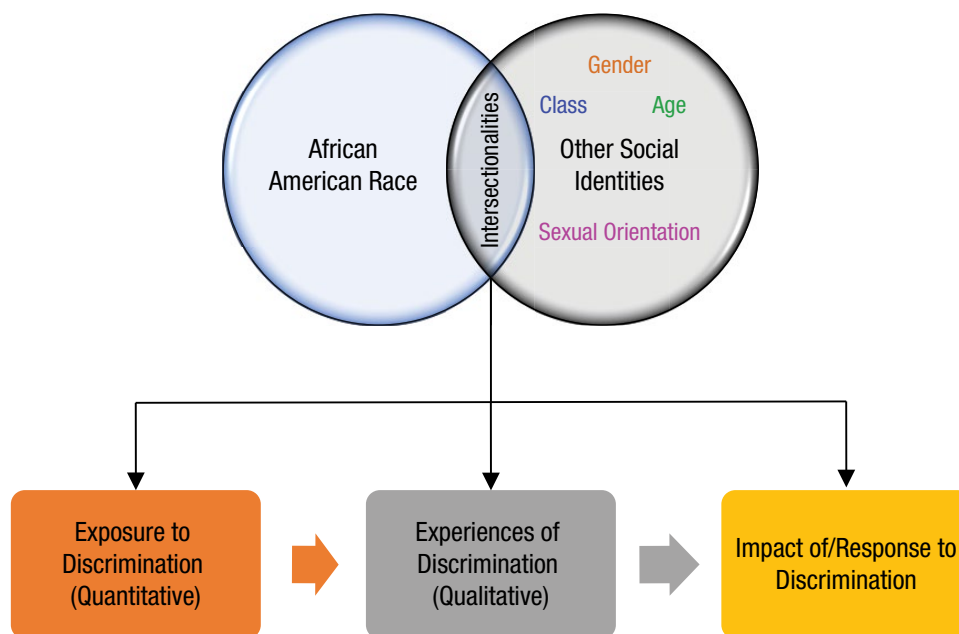 Gender
Class
Age
African
American Race
Intersectionalities
Other Social
Identities
Sexual Orientation
Exposure to
Discrimination
(Quantitative)
Experiences of
Discrimination
(Qualitative)
Impact of/Response to
Discrimination